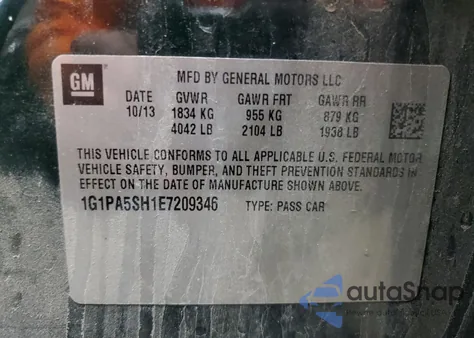 GM
MFD BY GENERAL MOTORS LLC
DATE GVWR GAWR FRT GAWR RR
10/13 1834 KG 955 KG 879 KG
4042 LB 2104 LB 1938 LB
THIS VEHICLE CONFORMS TO ALL APPLICABLE U.S. FEDERAL MOTOR
VEHICLE SAFETY, BUMPER, AND THEFT PREVENTION STANDARDS IN
EFFECT ON THE DATE OF MANUFACTURE SHOWN ABOVE.
1G1PA5SH1E7209346 TYPE: PASS CAR
autoSnap